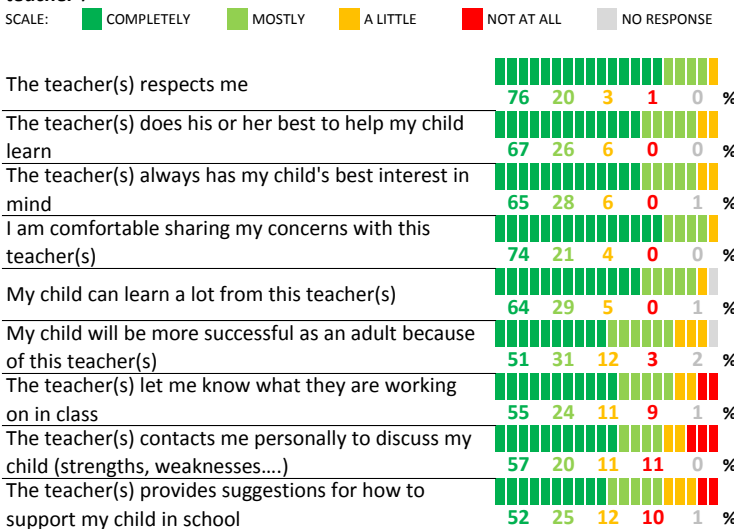 teacher?
SCALE: COMPLETELY MOSTLY A LITTLE NOT AT ALL NO RESPONSE
The teacher(s) respects me
76 20 3 1 0 %
The teacher(s) does his or her best to help my child
learn
67 26 6 0 0 %
The teacher(s) always has my child's best interest in
mind
65 28 6 0 1 %
I am comfortable sharing my concerns with this
teacher(s)
74 21 4 0 0 %
My child can learn a lot from this teacher(s)
64 29 5 0 1 %
My child will be more successful as an adult because
of this teacher(s)
51 31 12 3 2 %
The teacher(s) let me know what they are working
on in class
55 24 11 9 1 %
The teacher(s) contacts me personally to discuss my
child (strengths, weaknesses….)
57 20 11 11 0 %
The teacher(s) provides suggestions for how to
support my child in school
52 25 12 10 1 %